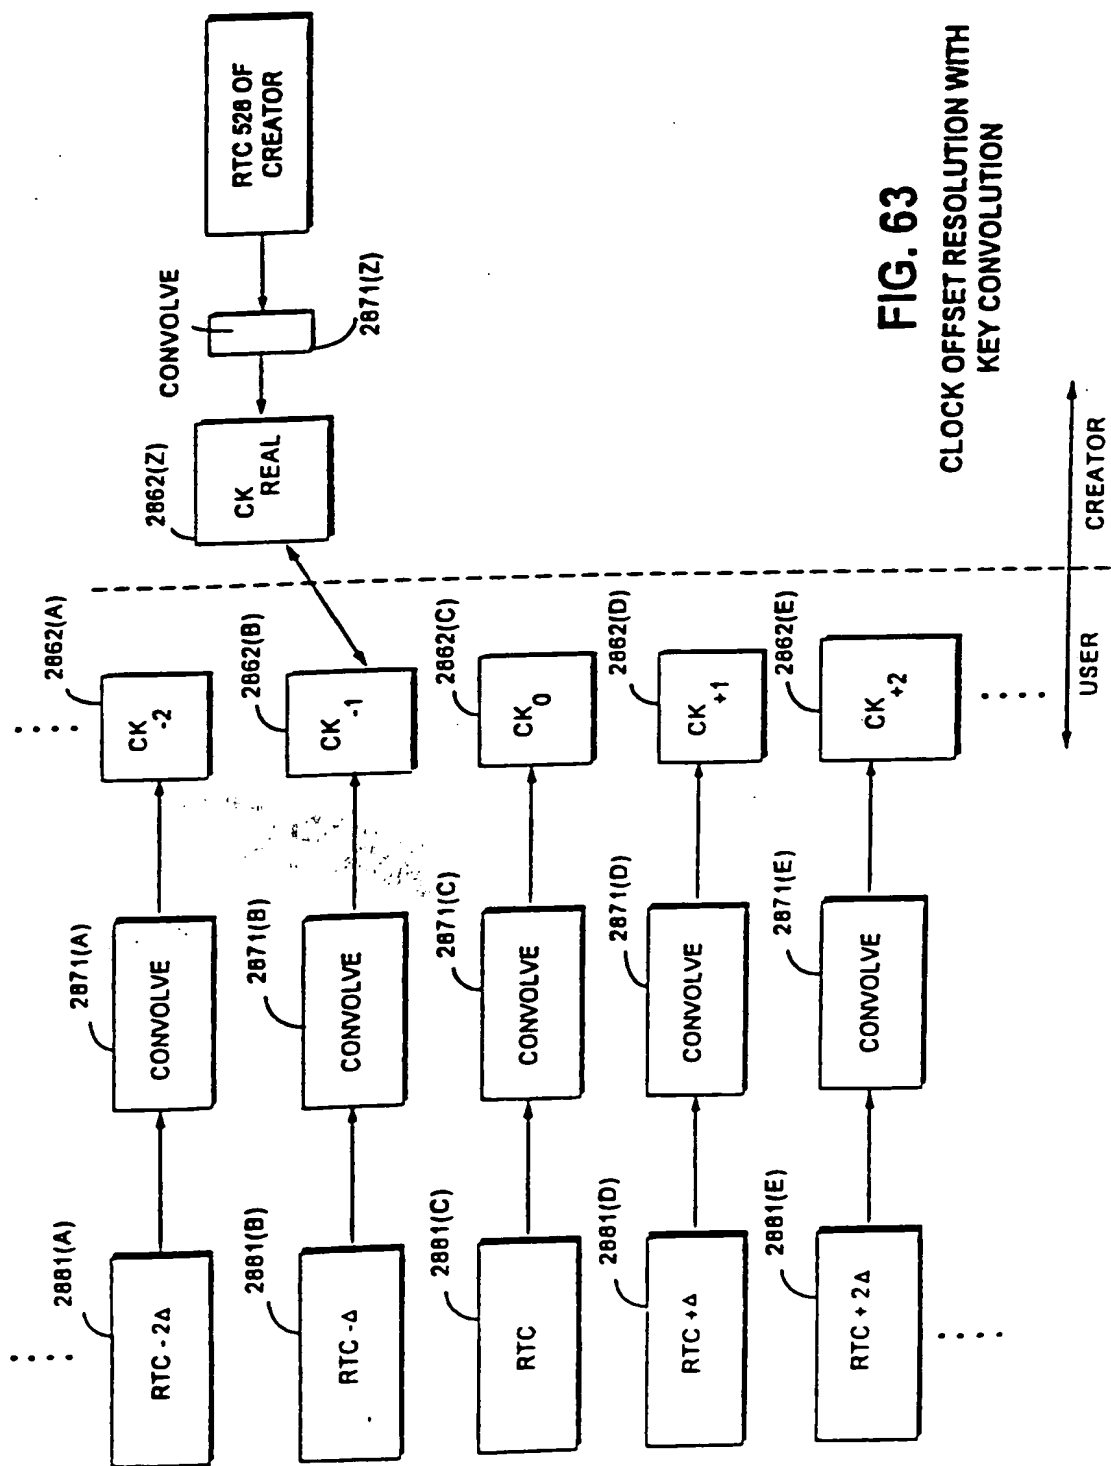 RTC 528 OF
CREATOR
CONVOLVE
2871(Z)
2862(Z)
CK REAL
2862(A)
CK -2
2871(A)
CONVOLVE
2881(A)
RTC - 2Δ
2862(B)
CK -1
2871(B)
CONVOLVE
2881(B)
RTC -Δ
2862(C)
CK 0
2871(C)
CONVOLVE
2881(C)
RTC
2862(D)
CK +1
2871(D)
CONVOLVE
2881(D)
RTC +Δ
2862(E)
CK +2
2871(E)
CONVOLVE
2881(E)
RTC + 2Δ
USER
CREATOR
FIG. 63
CLOCK OFFSET RESOLUTION WITH
KEY CONVOLUTION